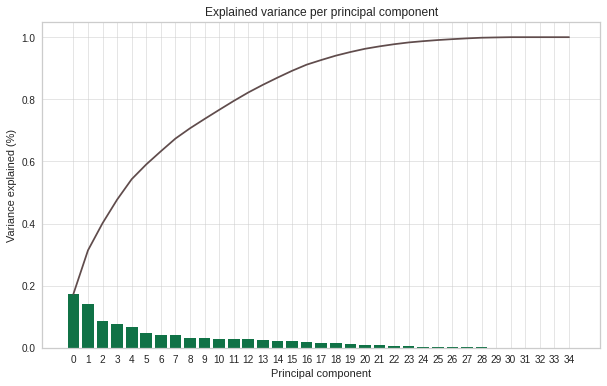 Explained variance per principal component
Variance explained (%)
1.0
0.8
0.6
0.4
0.2
0.0
0 1 2 3 4 5 6 7 8 9 10 11 12 13 14 15 16 17 18 19 20 21 22 23 24 25 26 27 28 29 30 31 32 33 34
Principal component